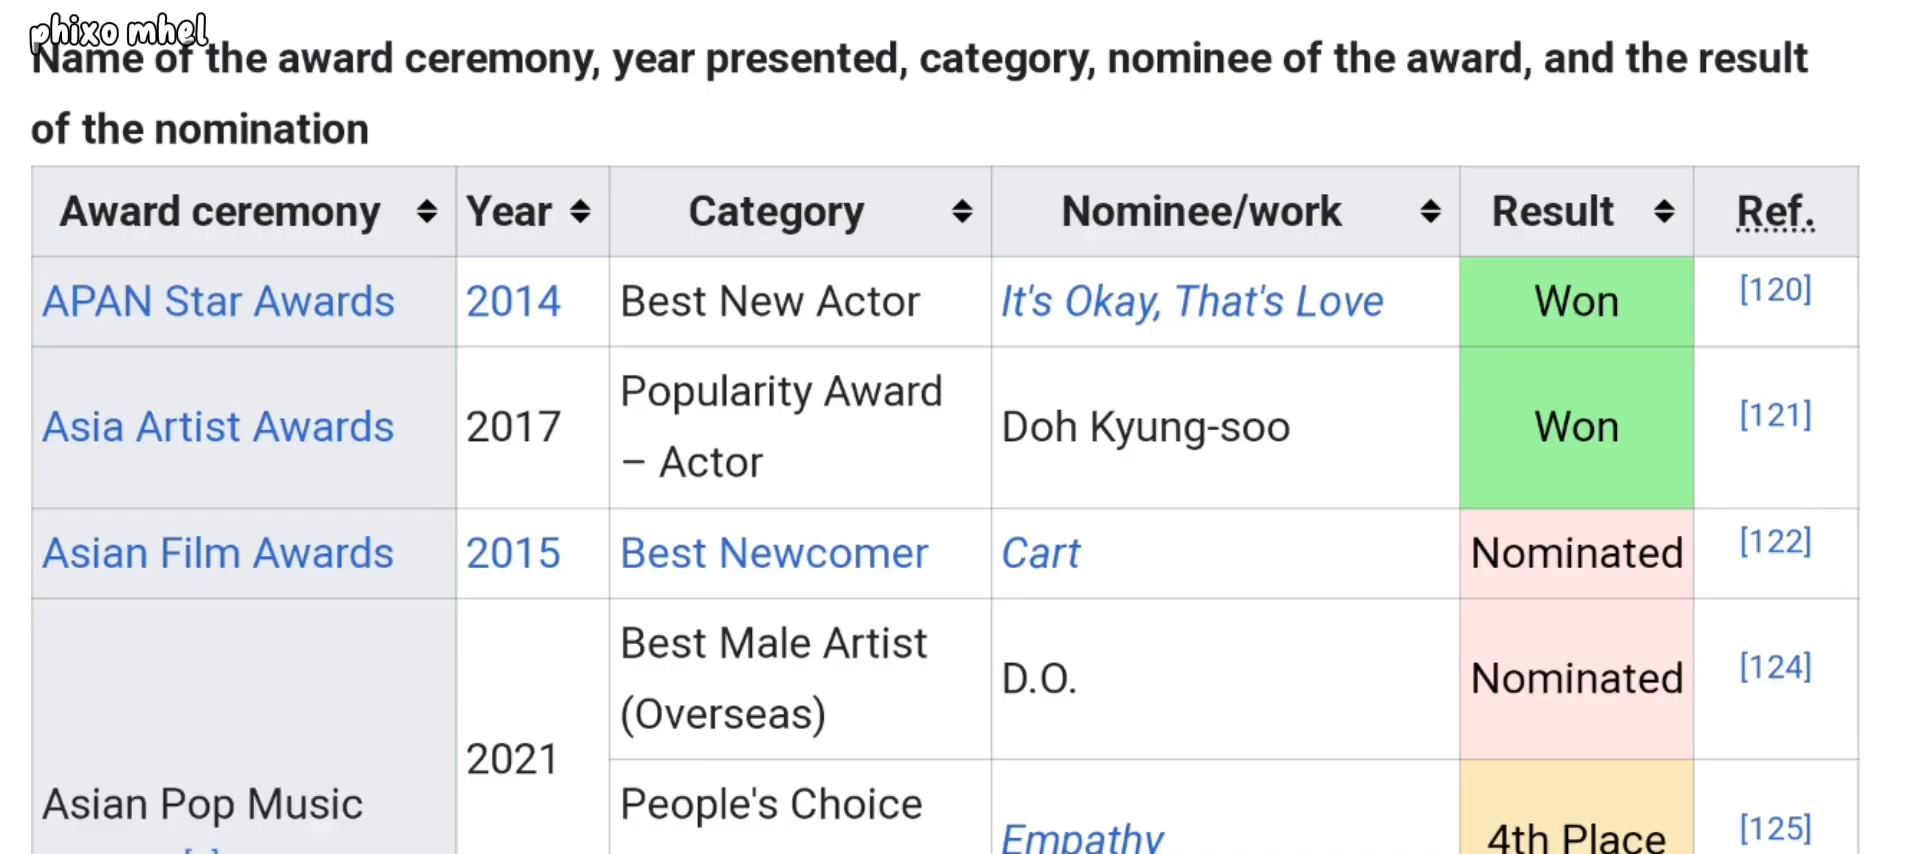 phixo mhel
Name of the award ceremony, year presented, category, nominee of the award, and the result
of the nomination
Award ceremony Year Category Nominee/work Result Ref.
APAN Star Awards 2014 Best New Actor It's Okay, That's Love Won [120]
Asia Artist Awards 2017 Popularity Award
– Actor Doh Kyung-soo Won [121]
Asian Film Awards 2015 Best Newcomer Cart Nominated [122]
Asian Pop Music 2021 Best Male Artist
(Overseas) D.O. Nominated [124]
People's Choice Empathy 4th Place [125]